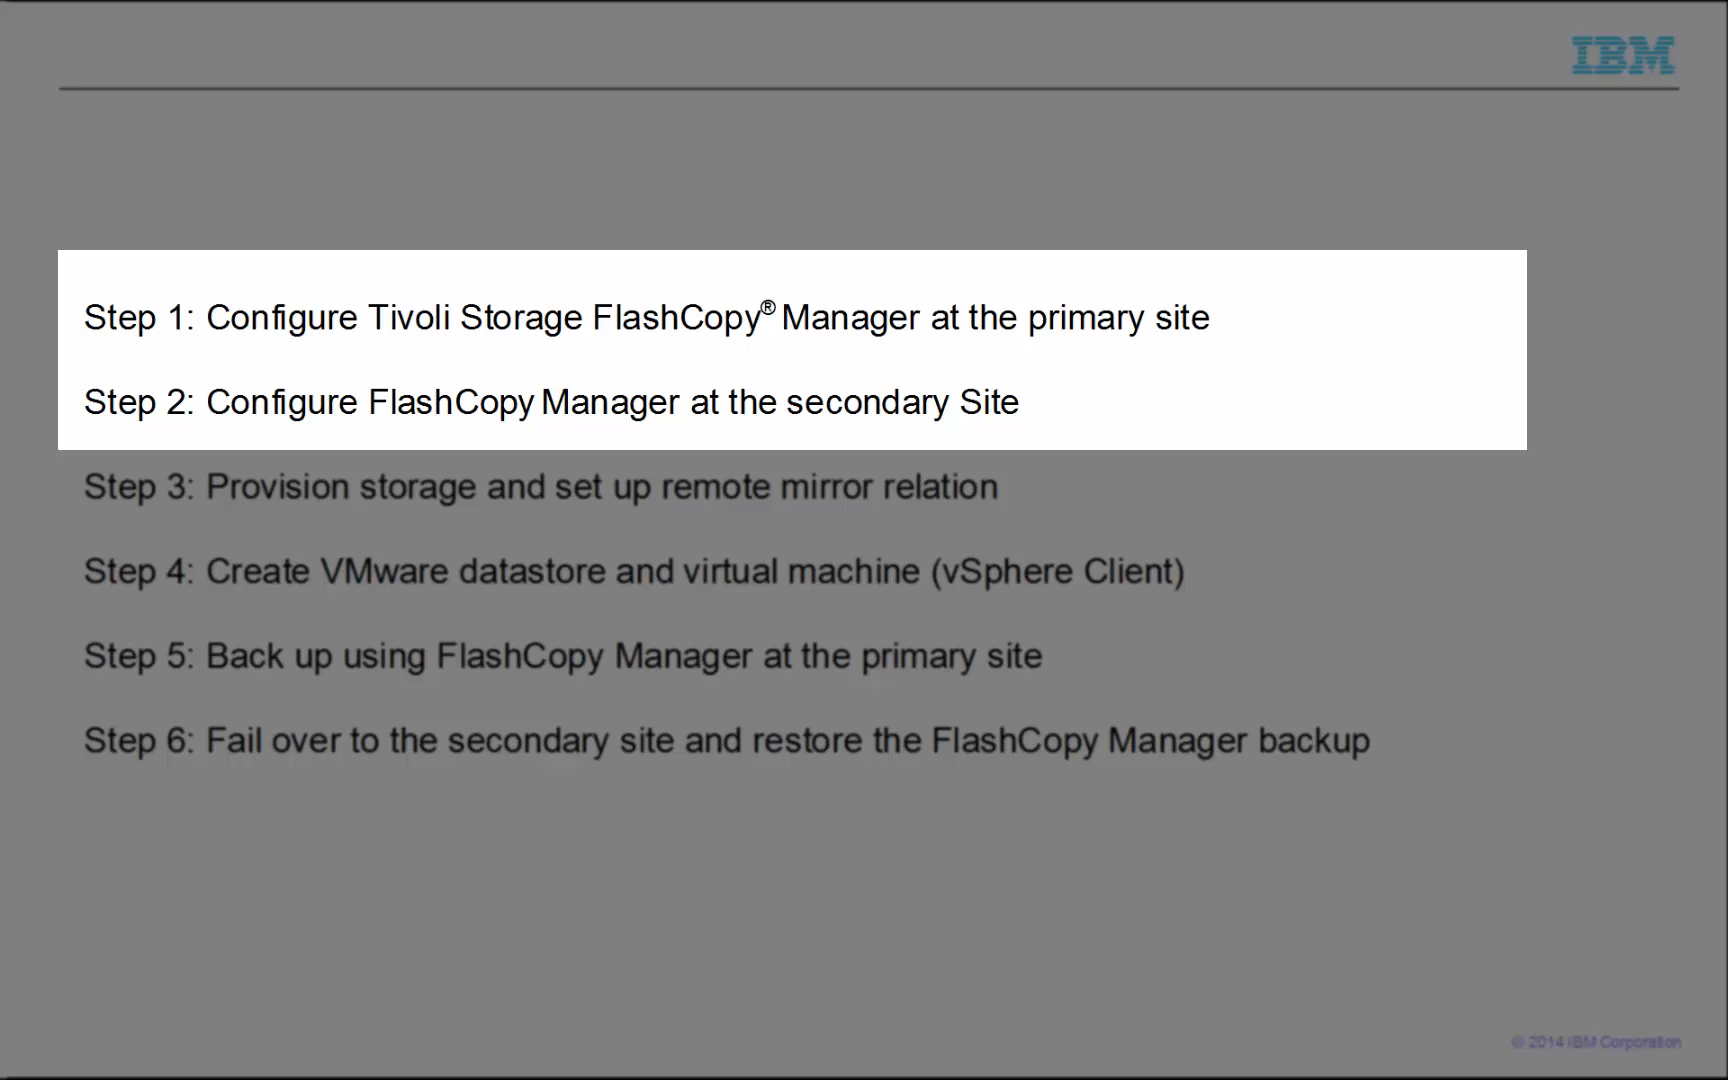 IBM
Step 1: Configure Tivoli Storage FlashCopy® Manager at the primary site
Step 2: Configure FlashCopy Manager at the secondary Site
Step 3: Provision storage and set up remote mirror relation
Step 4: Create VMware datastore and virtual machine (vSphere Client)
Step 5: Back up using FlashCopy Manager at the primary site
Step 6: Fail over to the secondary site and restore the FlashCopy Manager backup
© 2014 IBM Corporation